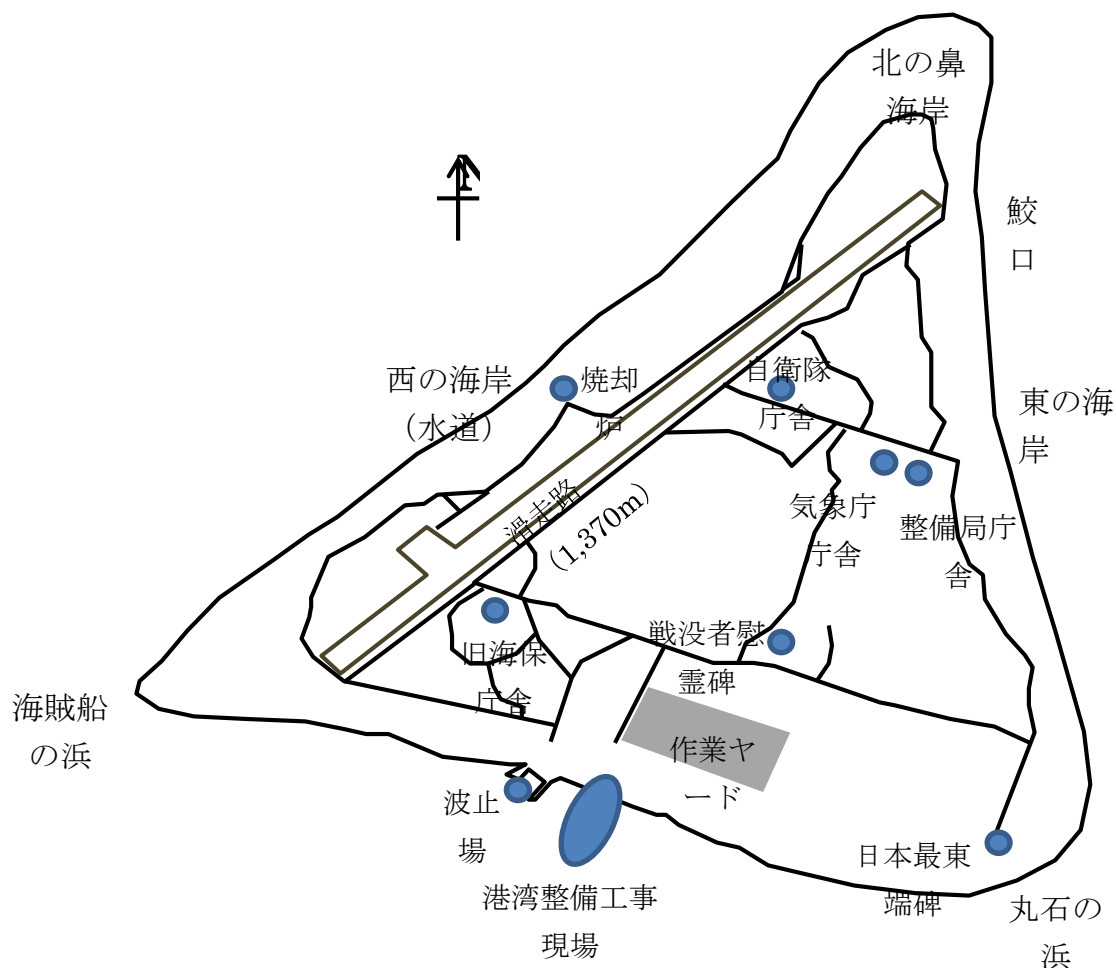 北の鼻
海岸
N
鮫
口
自衛隊
庁舎
焼却
炉
西の海岸
（水道）
東の海
岸
滑走路
（1,370m）
気象庁
庁舎
整備局庁
舎
戦没者慰
霊碑
旧海保
庁舎
海賊船
の浜
作業ヤ
ード
波止
場
日本最東
端碑
港湾整備工事
現場
丸石の
浜